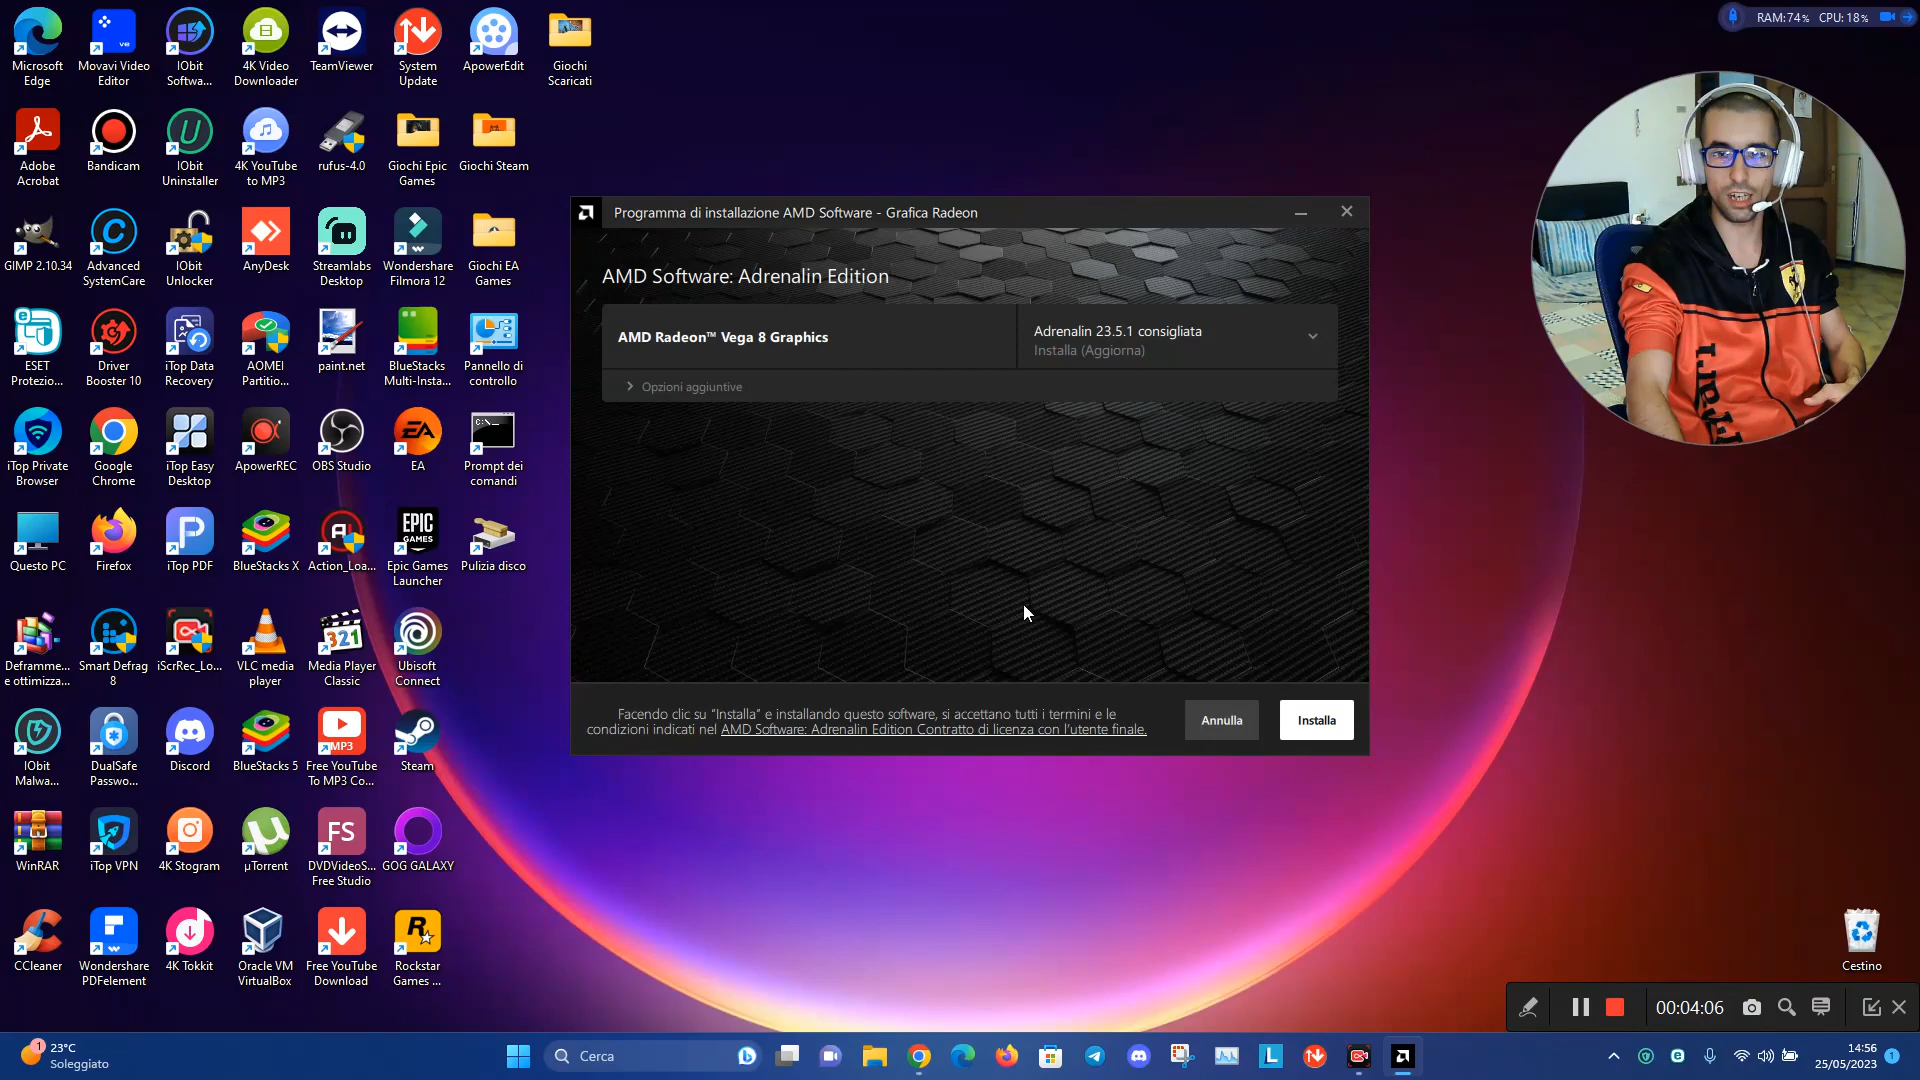 Microsoft
Edge
Movavi Video
Editor
IObit
Softwa...
4K Video
Downloader
TeamViewer
System
Update
ApowerEdit
Giochi
Scaricati
RAM:74% CPU: 18%
Adobe
Acrobat
Bandicam
IObit
Uninstaller
4K YouTube
to MP3
rufus-4.0
Giochi Epic
Games
Giochi Steam
GIMP 2.10.34
Advanced
SystemCare
IObit
Unlocker
AnyDesk
Streamlabs
Desktop
Wondershare
Filmora 12
Giochi EA
Games
ESET
Protezio...
Driver
Booster 10
iTop Data
Recovery
AOMEI
Partitio...
paint.net
BlueStacks
Multi-Insta...
Pannello di
controllo
iTop Private
Browser
Google
Chrome
iTop Easy
Desktop
ApowerREC
OBS Studio
EA
Prompt dei
comandi
Questo PC
Firefox
iTop PDF
BlueStacks X
Action_Loa...
EPIC
GAMES
Epic Games
Launcher
Pulizia disco
Deframme...
e ottimizza...
Smart Defrag
8
iScrRec_Lo...
VLC media
player
321
Media Player
Classic
Ubisoft
Connect
IObit
Malwa...
DualSafe
Passwo...
Discord
BlueStacks 5
MP3
Free YouTube
To MP3 Co...
Steam
WinRAR
iTop VPN
4K Stogram
µTorrent
FS
DVDVideoS...
Free Studio
GOG GALAXY
CCleaner
Wondershare
PDFelement
4K Tokkit
Oracle VM
VirtualBox
Free YouTube
Download
Rockstar
Games ...
Programma di installazione AMD Software - Grafica Radeon
AMD Software: Adrenalin Edition
AMD Radeon™ Vega 8 Graphics
Adrenalin 23.5.1 consigliata
Installa (Aggiorna)
Opzioni aggiuntive
Facendo clic su "Installa" e installando questo software, si accettano tutti i termini e le
condizioni indicati nel AMD Software: Adrenalin Edition Contratto di licenza con l'utente finale.
Annulla
Installa
Ferrari
Cestino
00:04:06
1
23°C
Soleggiato
Cerca
14:56
25/05/2023
1